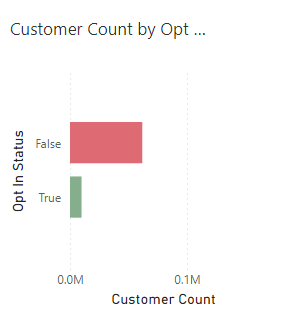 Customer Count by Opt ...
Opt In Status
False
True
0.0M 0.1M
Customer Count